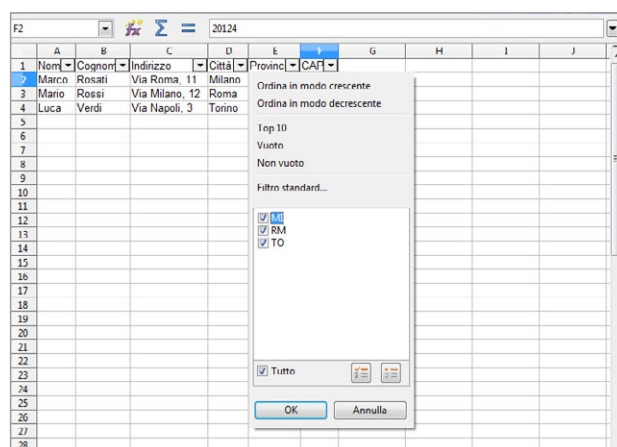 F2 20124
A B C D E F G H I J
1 Nom Cognom Indirizzo Città Provinc CAP
2 Marco Rosati Via Roma, 11 Milano
3 Mario Rossi Via Milano, 12 Roma
4 Luca Verdi Via Napoli, 3 Torino
5
6
7
8
9
10
11
12
13
14
15
16
17
18
19
20
21
22
23
24
25
26
27
28
Ordina in modo crescente
Ordina in modo decrescente
Top 10
Vuoto
Non vuoto
Filtro standard...
MI
RM
TO
Tutto
OK Annulla